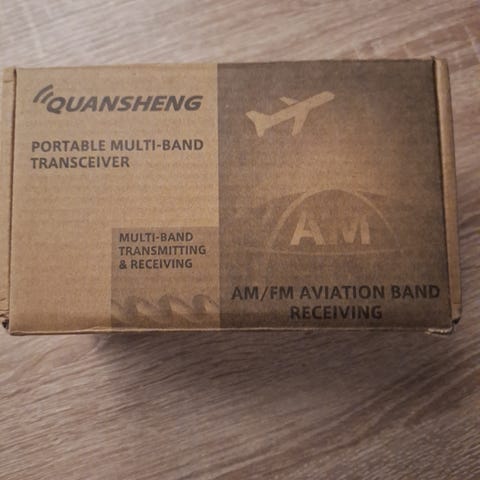 QUANSHENG
PORTABLE MULTI-BAND
TRANSCEIVER
MULTI-BAND
TRANSMITTING
& RECEIVING
AM
AM/FM AVIATION BAND
RECEIVING